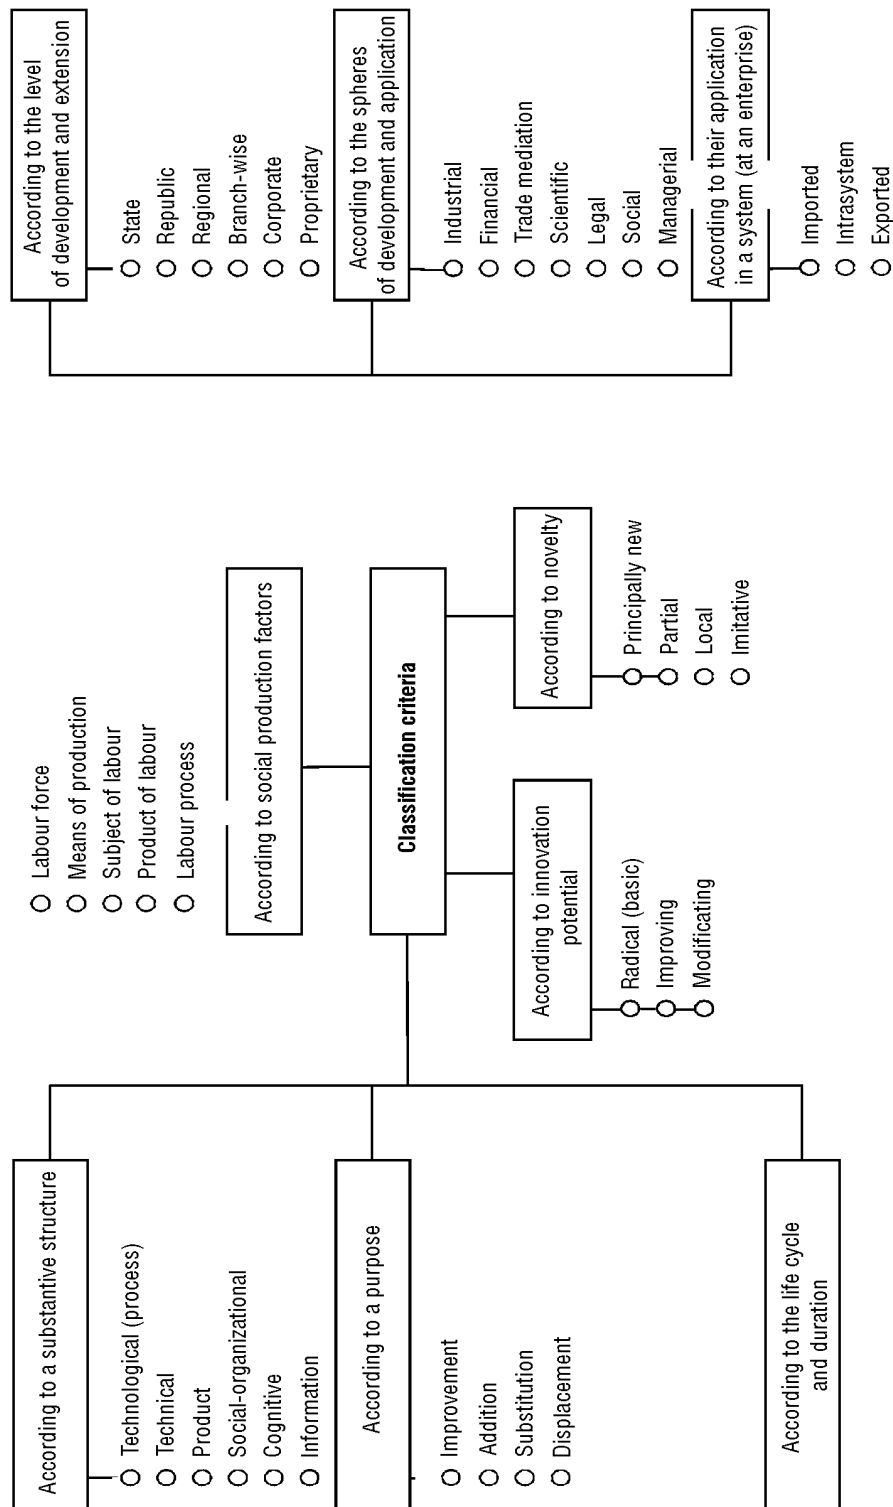 According to a substantive structure
Technological (process)
Technical
Product
Social-organizational
Cognitive
Information
According to a purpose
Improvement
Addition
Substitution
Displacement
According to the life cycle
and duration
Labour force
Means of production
Subject of labour
Product of labour
Labour process
According to social production factors
Classification criteria
According to innovation
potential
Radical (basic)
Improving
Modificating
According to novelty
Principally new
Partial
Local
Imitative
According to the level
of development and extension
State
Republic
Regional
Branch-wise
Corporate
Proprietary
According to the spheres
of development and application
Industrial
Financial
Trade mediation
Scientific
Legal
Social
Managerial
According to their application
in a system (at an enterprise)
Imported
Intrasystem
Exported